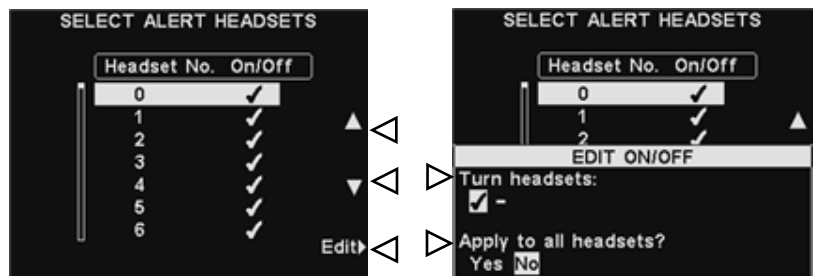 SELECT ALERT HEADSETS
Headset No. On/Off
0 ✓
1 ✓
2 ✓
3 ✓
4 ✓
5 ✓
6 ✓
Edit
SELECT ALERT HEADSETS
Headset No. On/Off
0 ✓
1 ✓
2 ✓
EDIT ON/OFF
Turn headsets:
✓ –
Apply to all headsets?
Yes No